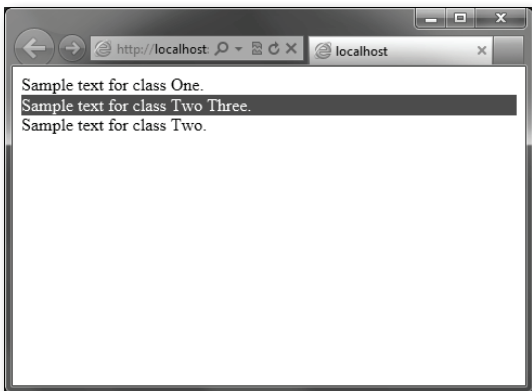 http://localhost:
localhost
Sample text for class One.
Sample text for class Two Three.
Sample text for class Two.